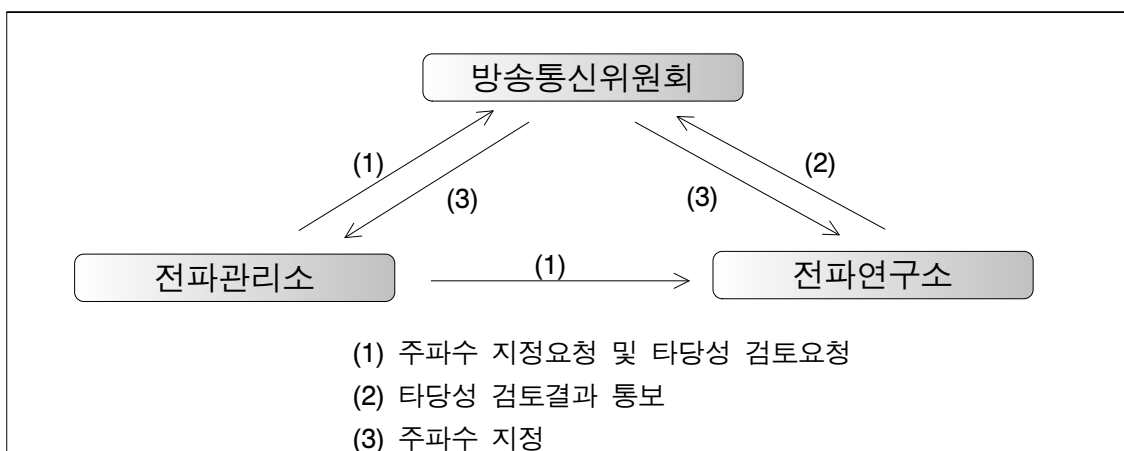 방송통신위원회
(1)
(2)
(3)
(3)
전파관리소
(1)
전파연구소
(1) 주파수 지정요청 및 타당성 검토요청
(2) 타당성 검토결과 통보
(3) 주파수 지정